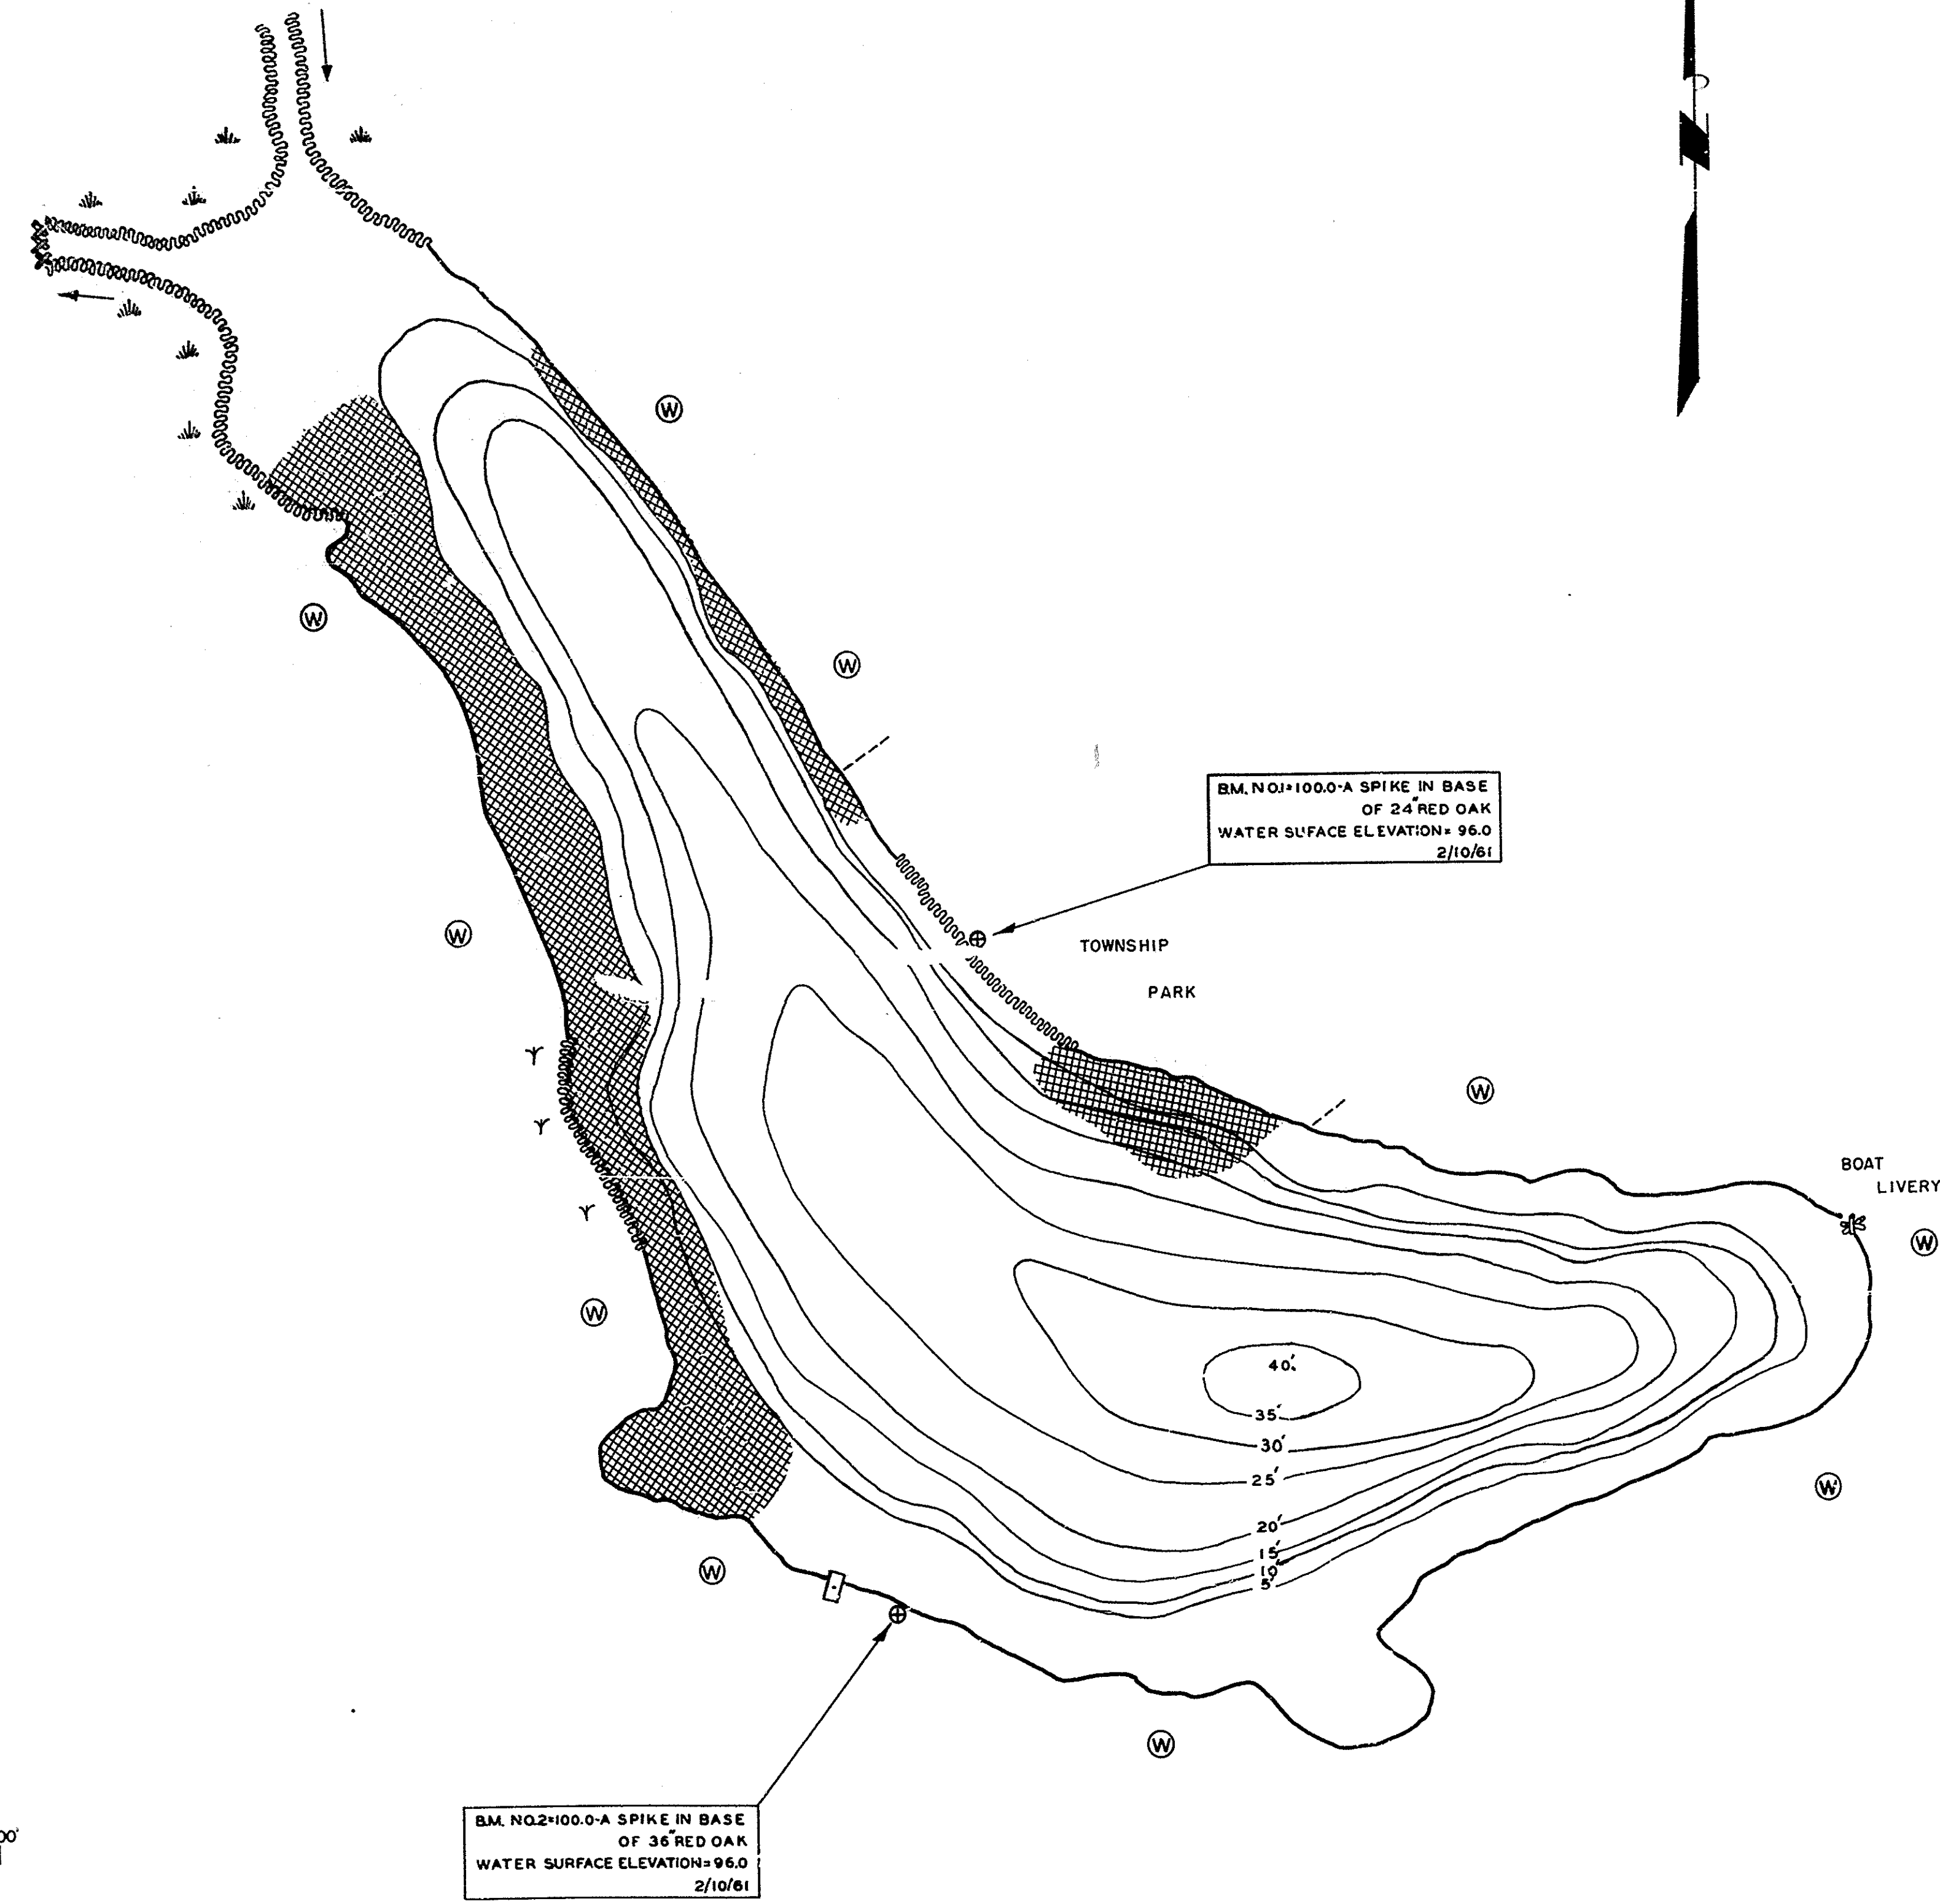 N
W
W
W
B.M. NO.1=100.0-A SPIKE IN BASE
OF 24" RED OAK
WATER SUFACE ELEVATION= 96.0
2/10/61
W
TOWNSHIP
PARK
W
BOAT
LIVERY
W
W
40'
35'
30'
25'
20'
15'
10'
5'
W
W
W
B.M. NO.2=100.0-A SPIKE IN BASE
OF 36" RED OAK
WATER SURFACE ELEVATION=96.0
2/10/61